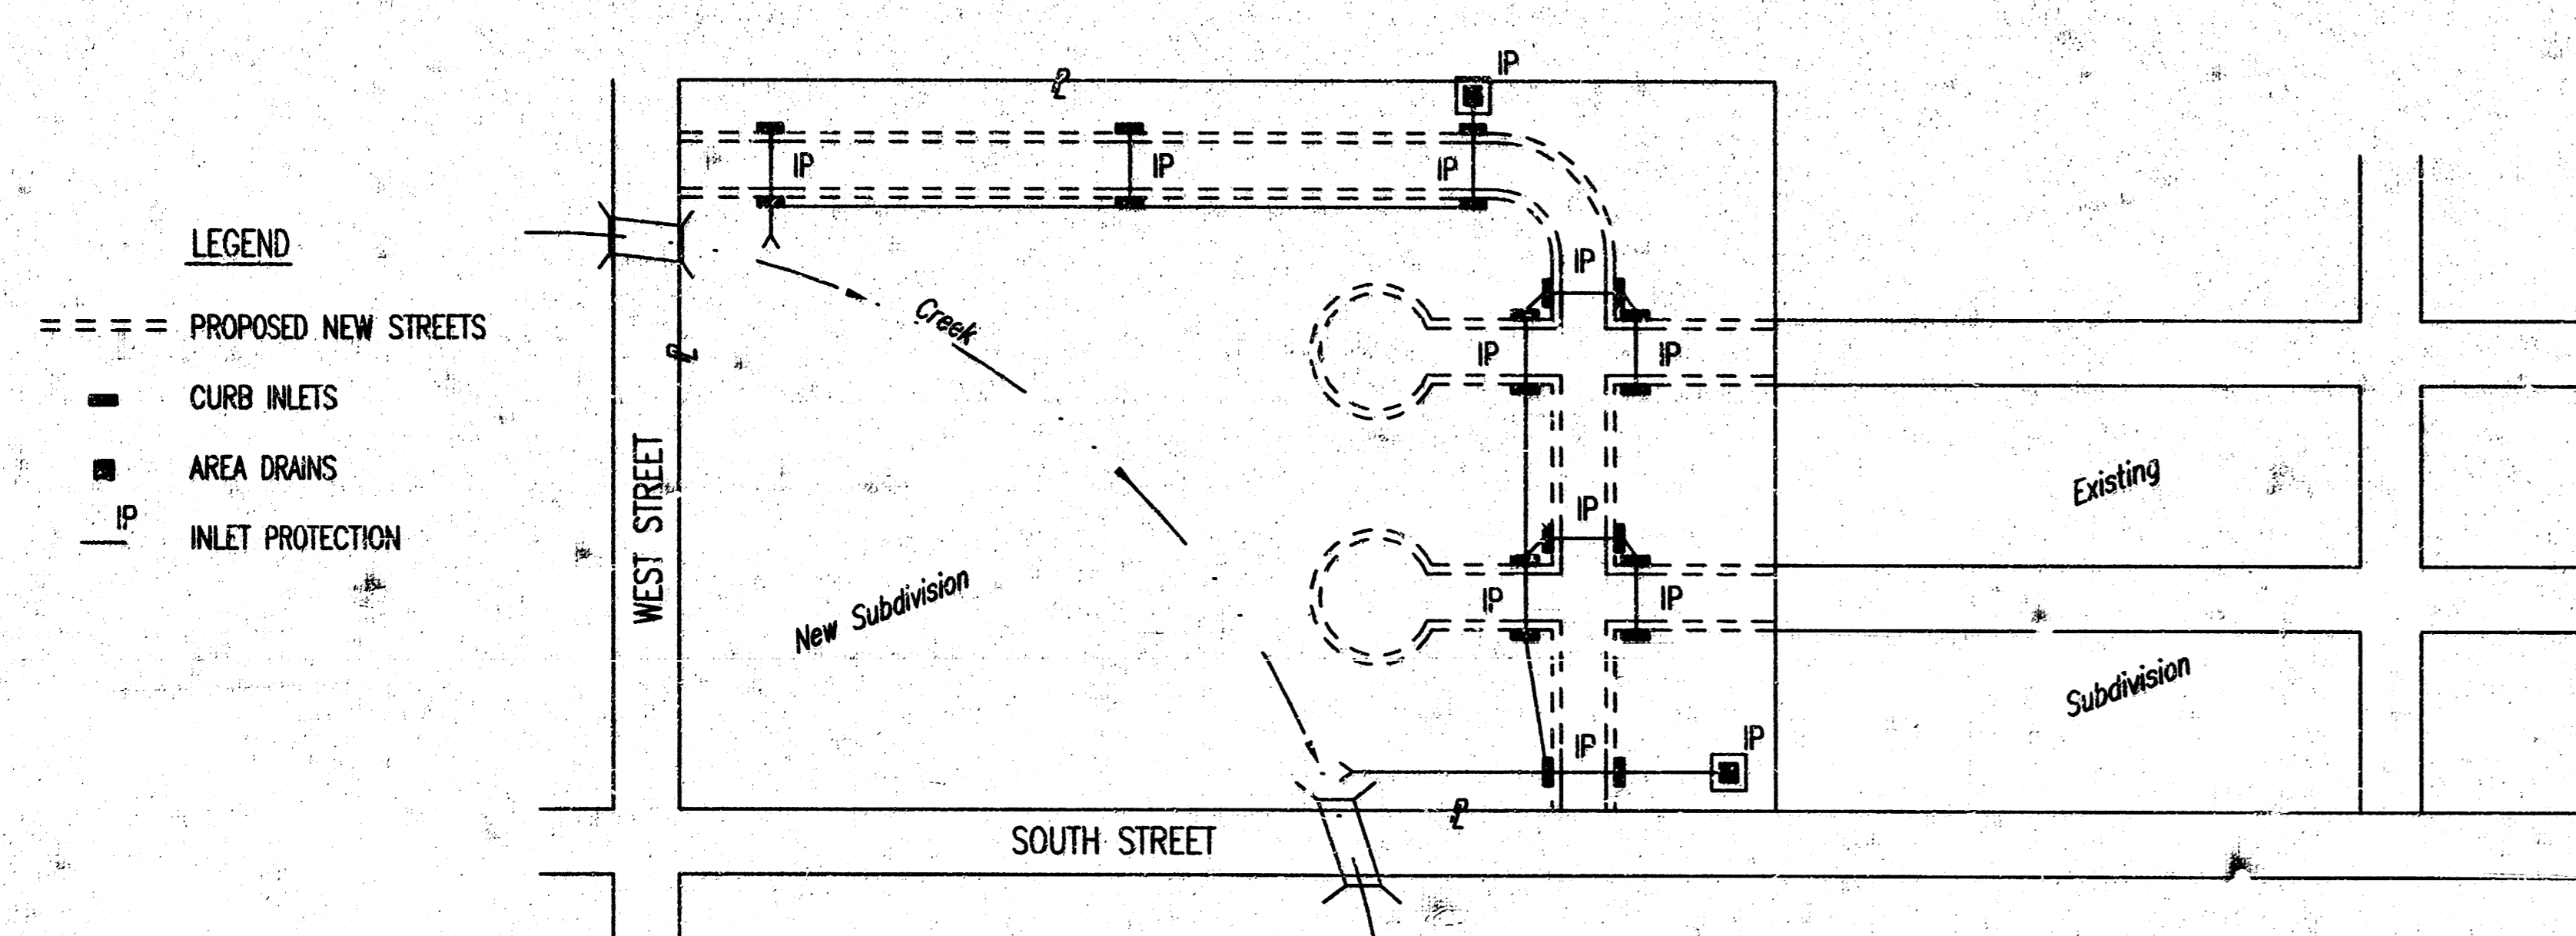 IP
IP
IP
IP
LEGEND
IP
PROPOSED NEW STREETS
Creek
IP
IP
CURB INLETS
AREA DRAINS
Existing
IP
IP
INLET PROTECTION
WEST STREET
New Subdivision
IP
IP
Subdivision
IP
IP
SOUTH STREET